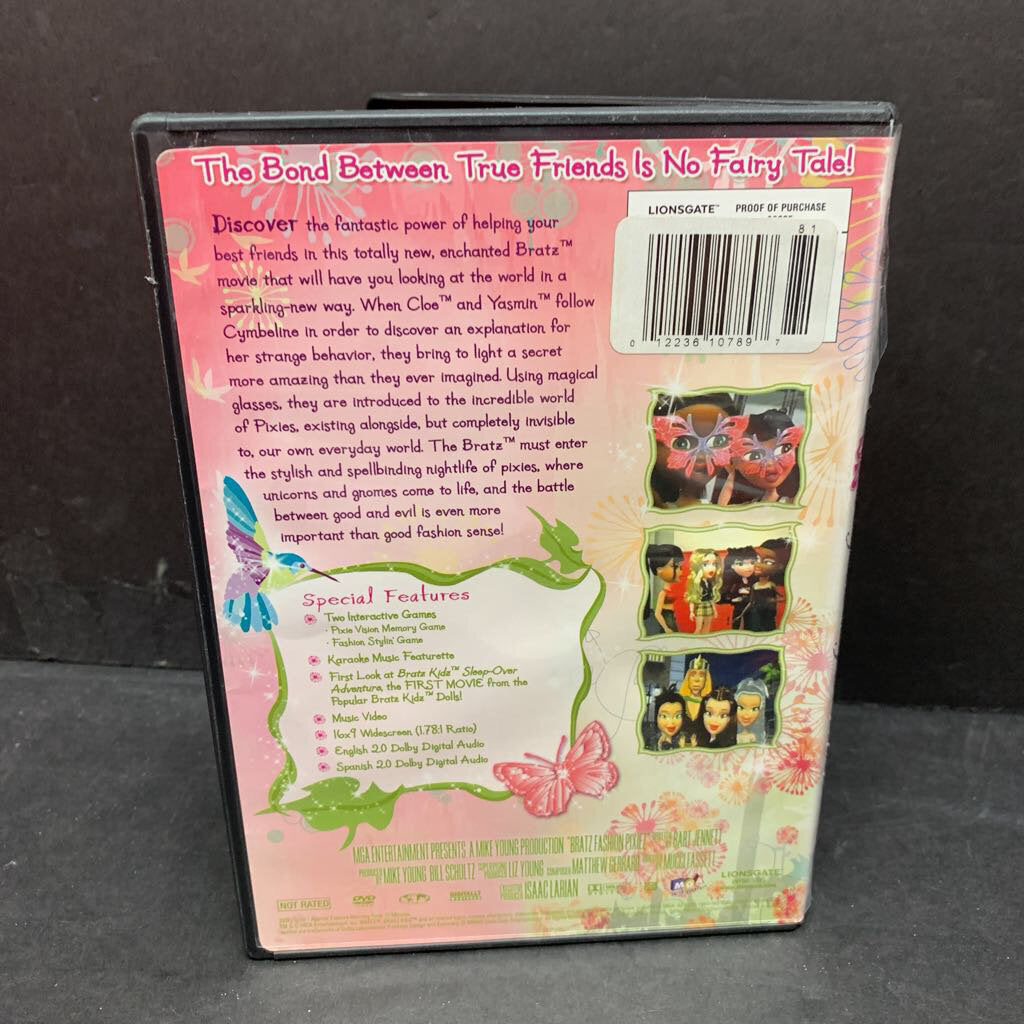 The Bond Between True Friends Is No Fairy Tale!
Discover the fantastic power of helping your
best friends in this totally new, enchanted Bratz™
movie that will have you looking at the world in a
sparkling-new way. When Cloe™ and Yasmin™ follow
Cymbeline in order to discover an explanation for
her strange behavior, they bring to light a secret
more amazing than they ever imagined. Using magical
glasses, they are introduced to the incredible world
of Pixies, existing alongside, but completely invisible
to, our own everyday world. The Bratz™ must enter
the stylish and spellbinding nightlife of pixies, where
unicorns and gnomes come to life, and the battle
between good and evil is even more
important than good fashion sense!
LIONSGATE™ PROOF OF PURCHASE
81
0 12236 10789 7
Special Features
Two Interactive Games
· Pixie Vision Memory Game
· Fashion Stylin' Game
Karaoke Music Featurette
First Look at Bratz Kidz™ Sleep-Over
Adventure, the FIRST MOVIE from the
Popular Bratz Kidz™ Dolls!
Music Video
16x9 Widescreen (1.78:1 Ratio)
English 2.0 Dolby Digital Audio
Spanish 2.0 Dolby Digital Audio
MGA ENTERTAINMENT PRESENTS A MIKE YOUNG PRODUCTION "BRATZ FASHION PIXIEZ" BART JENNETT
MIKE YOUNG BILL SCHULTZ LIZ YOUNG COMPOSER MATTHEW GERRARD MUCCI FASSETT
ISAAC LARIAN
LIONSGATE
NOT RATED
DVD